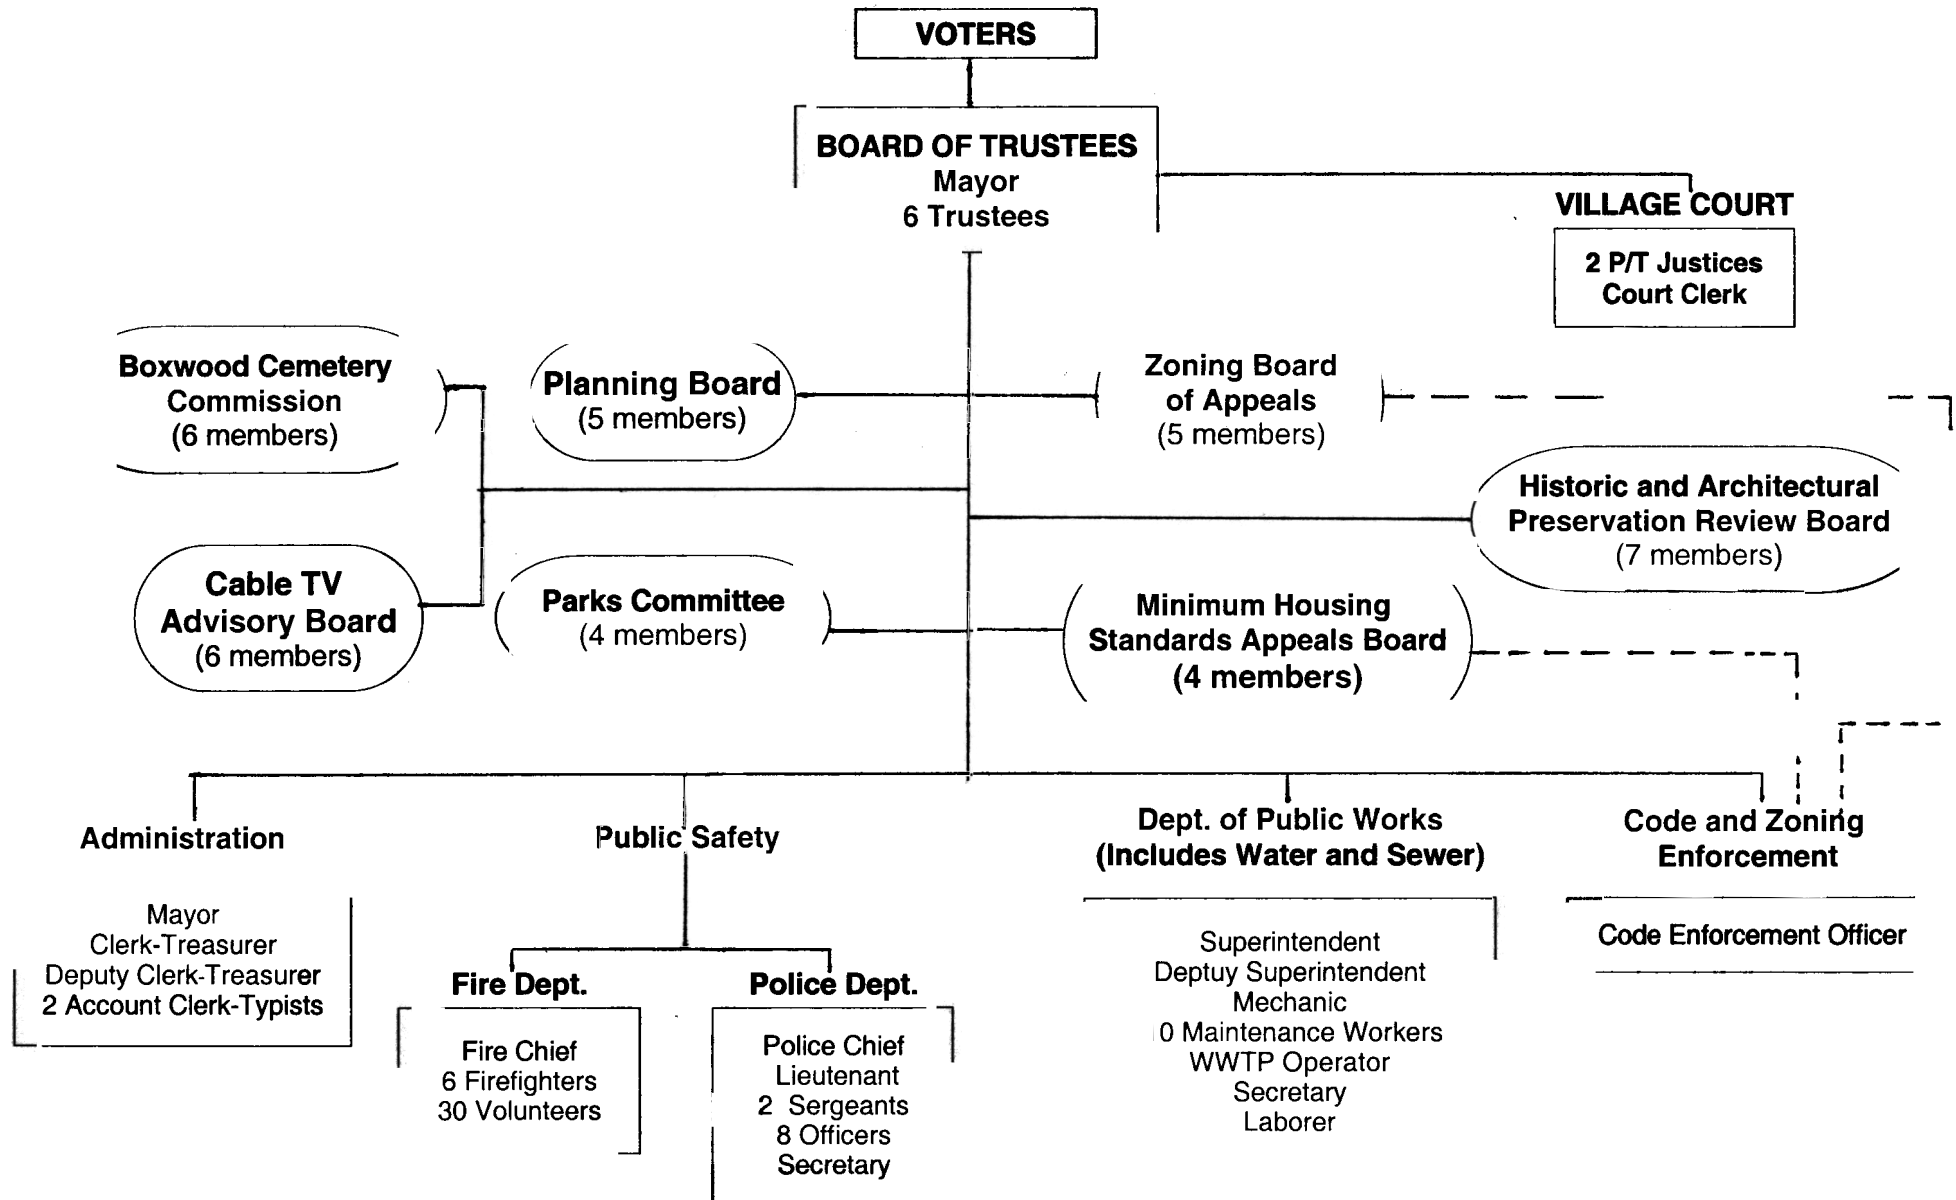 VOTERS
BOARD OF TRUSTEES
Mayor
6 Trustees
VILLAGE COURT
2 P/T Justices
Court Clerk
Boxwood Cemetery
Commission
(6 members)
Planning Board
(5 members)
Zoning Board
of Appeals
(5 members)
Historic and Architectural
Preservation Review Board
(7 members)
Cable TV
Advisory Board
(6 members)
Parks Committee
(4 members)
Minimum Housing
Standards Appeals Board
(4 members)
Administration
Mayor
Clerk-Treasurer
Deputy Clerk-Treasurer
2 Account Clerk-Typists
Public Safety
Fire Dept.
Fire Chief
6 Firefighters
30 Volunteers
Police Dept.
Police Chief
Lieutenant
2 Sergeants
8 Officers
Secretary
Dept. of Public Works
(Includes Water and Sewer)
Superintendent
Deptuy Superintendent
Mechanic
0 Maintenance Workers
WWTP Operator
Secretary
Laborer
Code and Zoning
Enforcement
Code Enforcement Officer